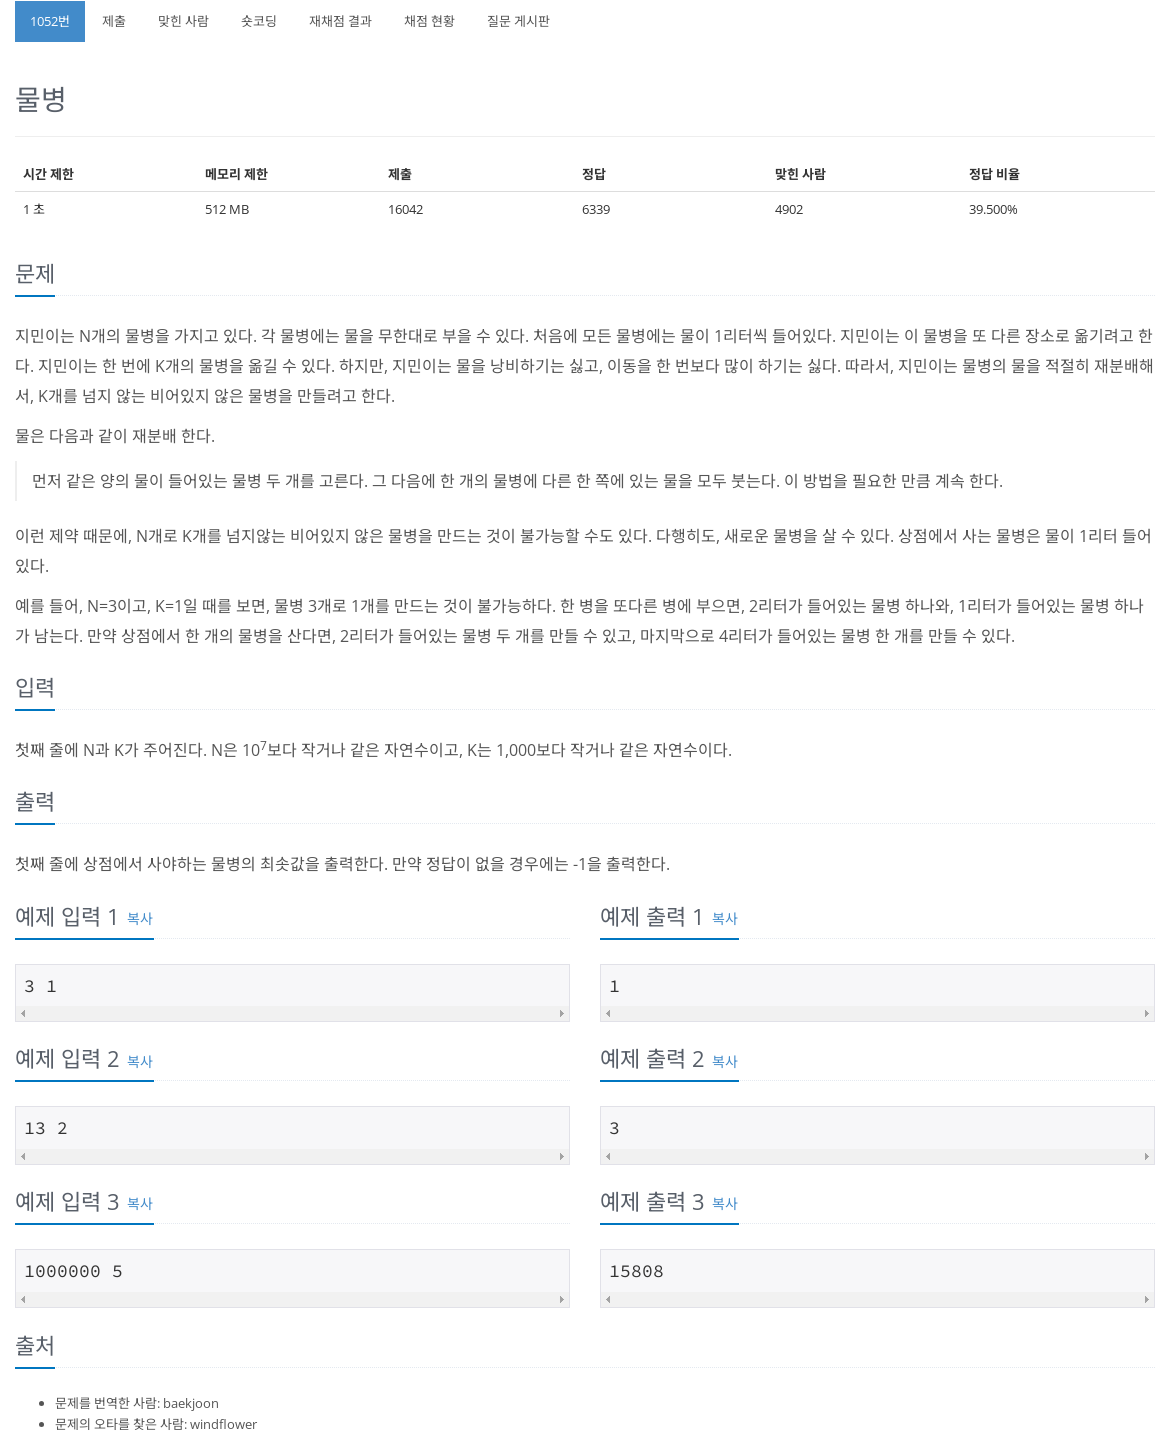 1052번 제출 맞힌 사람 숏코딩 재채점 결과 채점 현황 질문 게시판
물병
시간 제한 메모리 제한 제출 정답 맞힌 사람 정답 비율
1 초 512 MB 16042 6339 4902 39.500%
문제
지민이는 N개의 물병을 가지고 있다. 각 물병에는 물을 무한대로 부을 수 있다. 처음에 모든 물병에는 물이 1리터씩 들어있다. 지민이는 이 물병을 또 다른 장소로 옮기려고 한
다. 지민이는 한 번에 K개의 물병을 옮길 수 있다. 하지만, 지민이는 물을 낭비하기는 싫고, 이동을 한 번보다 많이 하기는 싫다. 따라서, 지민이는 물병의 물을 적절히 재분배해
서, K개를 넘지 않는 비어있지 않은 물병을 만들려고 한다.
물은 다음과 같이 재분배 한다.
먼저 같은 양의 물이 들어있는 물병 두 개를 고른다. 그 다음에 한 개의 물병에 다른 한 쪽에 있는 물을 모두 붓는다. 이 방법을 필요한 만큼 계속 한다.
이런 제약 때문에, N개로 K개를 넘지않는 비어있지 않은 물병을 만드는 것이 불가능할 수도 있다. 다행히도, 새로운 물병을 살 수 있다. 상점에서 사는 물병은 물이 1리터 들어
있다.
예를 들어, N=3이고, K=1일 때를 보면, 물병 3개로 1개를 만드는 것이 불가능하다. 한 병을 또다른 병에 부으면, 2리터가 들어있는 물병 하나와, 1리터가 들어있는 물병 하나
가 남는다. 만약 상점에서 한 개의 물병을 산다면, 2리터가 들어있는 물병 두 개를 만들 수 있고, 마지막으로 4리터가 들어있는 물병 한 개를 만들 수 있다.
입력
첫째 줄에 N과 K가 주어진다. N은 10^7보다 작거나 같은 자연수이고, K는 1,000보다 작거나 같은 자연수이다.
출력
첫째 줄에 상점에서 사야하는 물병의 최솟값을 출력한다. 만약 정답이 없을 경우에는 -1을 출력한다.
예제 입력 1 복사 예제 출력 1 복사
3 1 1
예제 입력 2 복사 예제 출력 2 복사
13 2 3
예제 입력 3 복사 예제 출력 3 복사
1000000 5 15808
출처
문제를 번역한 사람: baekjoon
문제의 오타를 찾은 사람: windflower